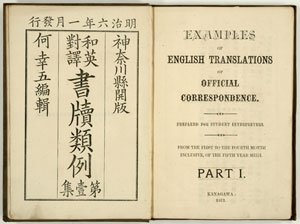 明治六年一月發行
神奈川縣開版
和英對譯
書牘類例
第壹集
何幸五編輯
EXAMPLES
OF
ENGLISH TRANSLATIONS
OF
OFFICIAL
CORRESPONDENCE.
PREPARED FOR STUDENT INTERPRETERS.
FROM THE FIRST TO THE FOURTH MONTH
INCLUSIVE, OF THE FIFTH YEAR MEIJI.
PART I.
KANAGAWA:
1873.